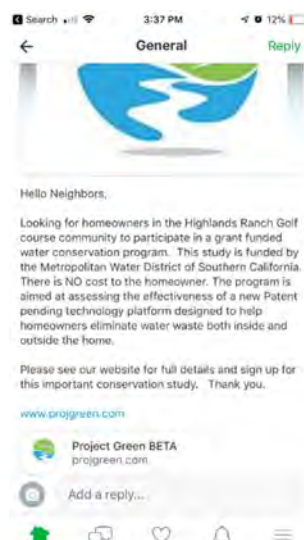 Search
3:37 PM
12%
General
Reply
Hello Neighbors,
Looking for homeowners in the Highlands Ranch Golf
course community to participate in a grant funded
water conservation program. This study is funded by
the Metropolitan Water District of Southern California.
There is NO cost to the homeowner. The program is
aimed at assessing the effectiveness of a new Patent
pending technology platform designed to help
homeowners eliminate water waste both inside and
outside the home.
Please see our website for full details and sign up for
this important conservation study. Thank you.
www.projgreen.com
Project Green BETA
projgreen.com
Add a reply...